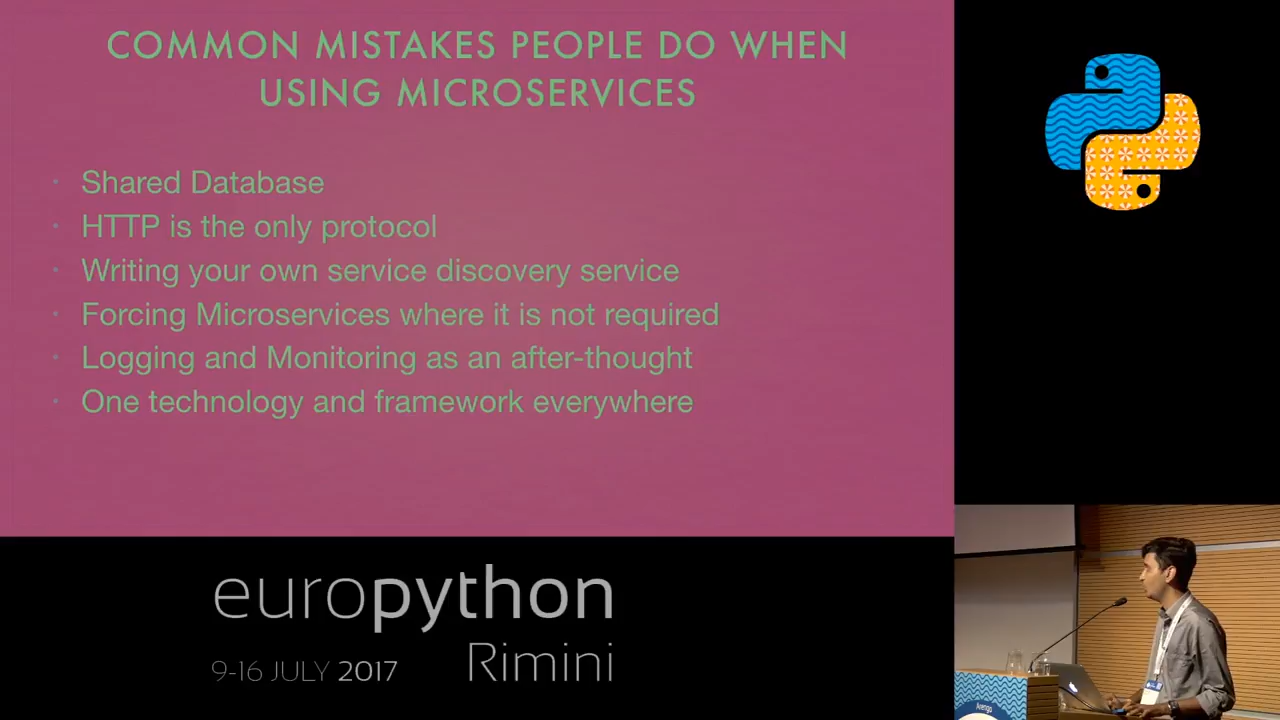 COMMON MISTAKES PEOPLE DO WHEN
USING MICROSERVICES
· Shared Database
· HTTP is the only protocol
· Writing your own service discovery service
· Forcing Microservices where it is not required
· Logging and Monitoring as an after-thought
· One technology and framework everywhere
europython
9-16 JULY 2017
Rimini
Arengo